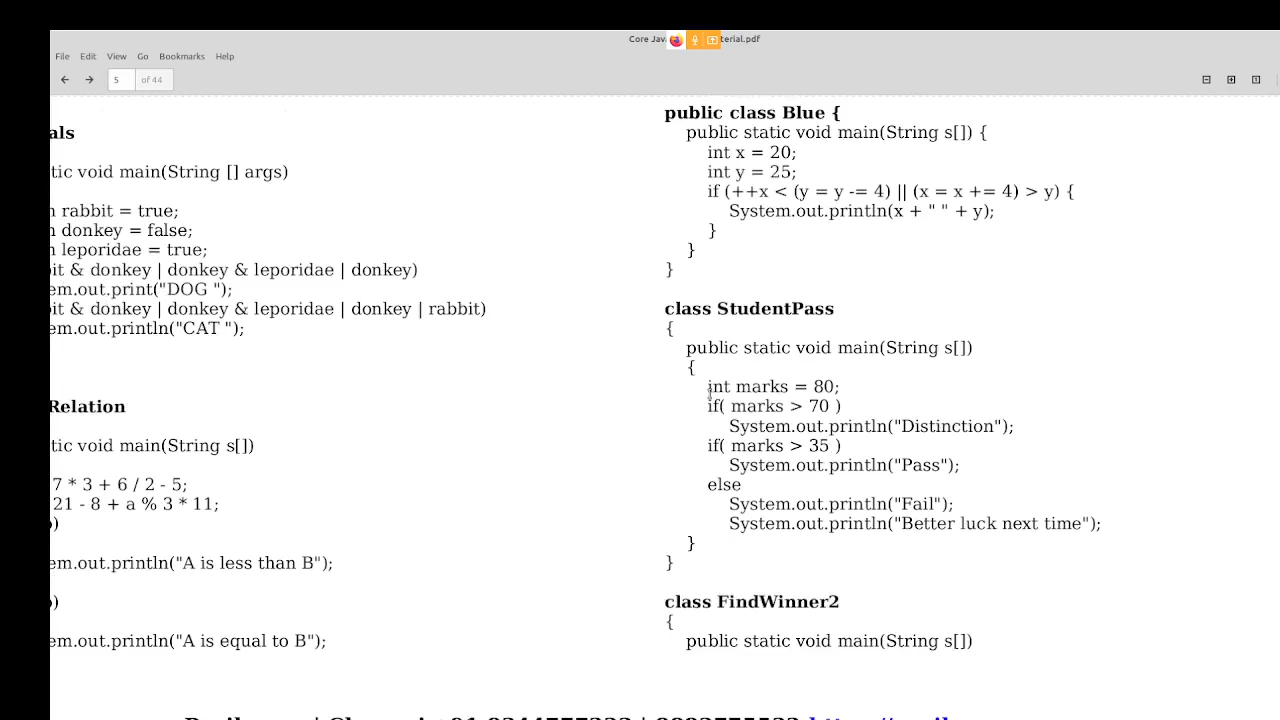 Core Jav terial.pdf
File Edit View Go Bookmarks Help
5 of 44
als
tic void main(String [] args)
n rabbit = true;
n donkey = false;
n leporidae = true;
it & donkey | donkey & leporidae | donkey)
em.out.print("DOG ");
it & donkey | donkey & leporidae | donkey | rabbit)
em.out.println("CAT ");
Relation
tic void main(String s[])
7 * 3 + 6 / 2 - 5;
21 - 8 + a % 3 * 11;
)
em.out.println("A is less than B");
)
em.out.println("A is equal to B");
public class Blue {
public static void main(String s[]) {
int x = 20;
int y = 25;
if (++x < (y = y -= 4) || (x = x += 4) > y) {
System.out.println(x + " " + y);
}
}
}
class StudentPass
{
public static void main(String s[])
{
int marks = 80;
if( marks > 70 )
System.out.println("Distinction");
if( marks > 35 )
System.out.println("Pass");
else
System.out.println("Fail");
System.out.println("Better luck next time");
}
}
class FindWinner2
{
public static void main(String s[])